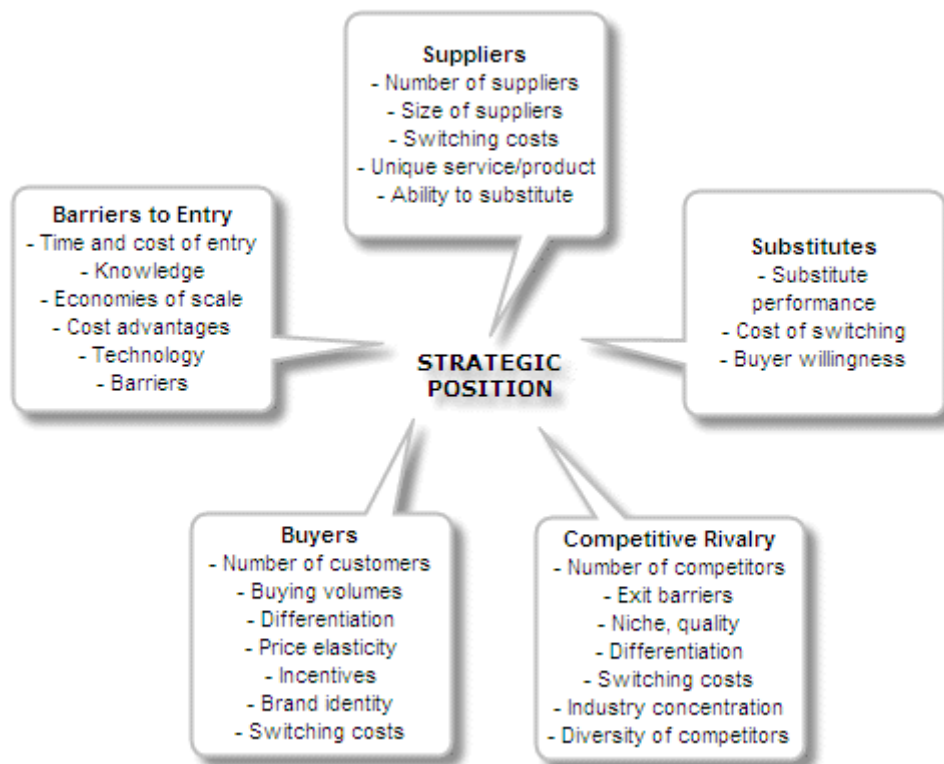 Suppliers
- Number of suppliers
- Size of suppliers
- Switching costs
- Unique service/product
- Ability to substitute
Barriers to Entry
- Time and cost of entry
- Knowledge
- Economies of scale
- Cost advantages
- Technology
- Barriers
Substitutes
- Substitute
performance
- Cost of switching
- Buyer willingness
STRATEGIC
POSITION
Buyers
- Number of customers
- Buying volumes
- Differentiation
- Price elasticity
- Incentives
- Brand identity
- Switching costs
Competitive Rivalry
- Number of competitors
- Exit barriers
- Niche, quality
- Differentiation
- Switching costs
- Industry concentration
- Diversity of competitors